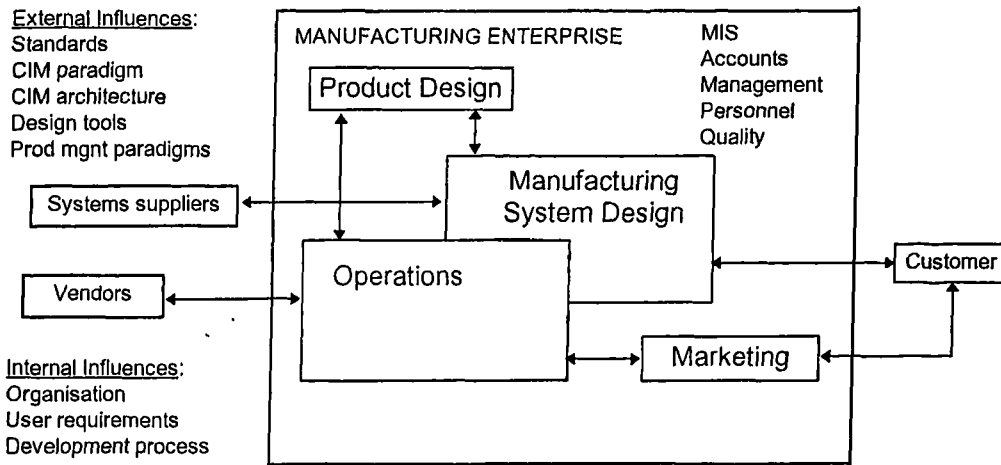 External Influences:
Standards
CIM paradigm
CIM architecture
Design tools
Prod mgnt paradigms
MANUFACTURING ENTERPRISE
MIS
Accounts
Management
Personnel
Quality
Product Design
Manufacturing
System Design
Systems suppliers
Operations
Customer
Vendors
Marketing
Internal Influences:
Organisation
User requirements
Development process